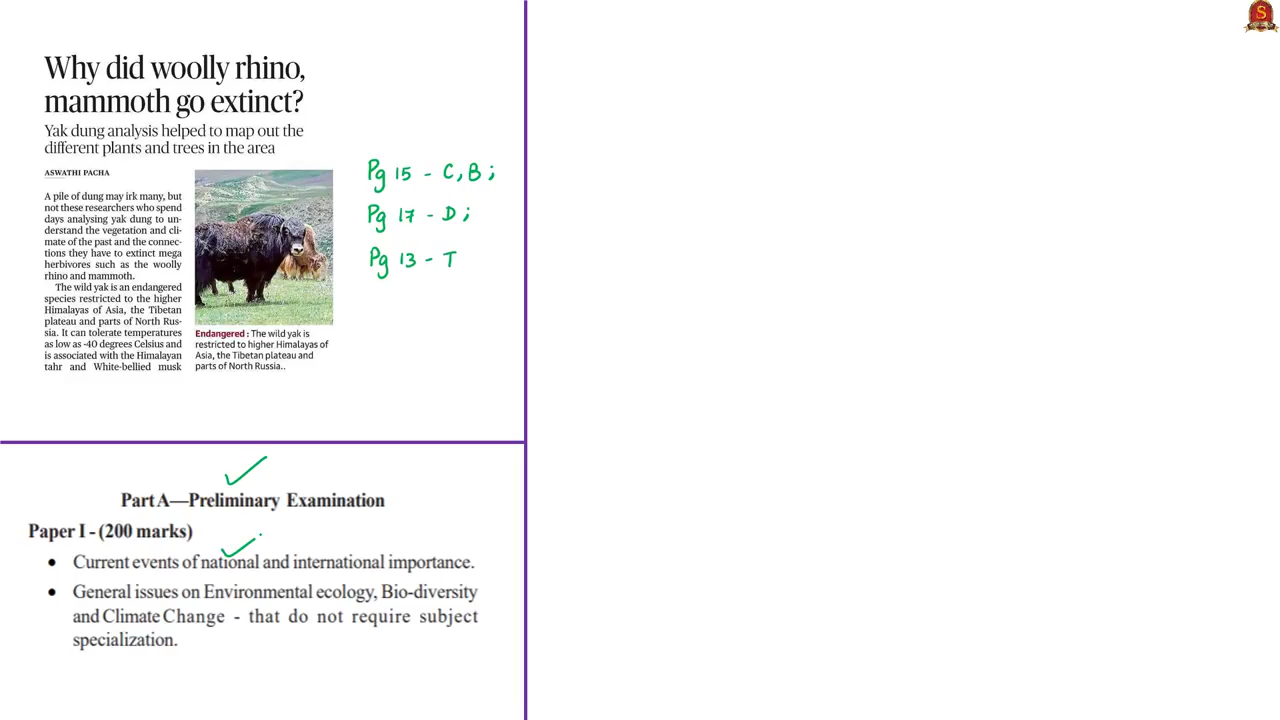 Why did woolly rhino,
mammoth go extinct?
Yak dung analysis helped to map out the
different plants and trees in the area
ASWATHI PACHA
A pile of dung may irk many, but
not these researchers who spend
days analysing yak dung to un-
derstand the vegetation and cli-
mate of the past and the connec-
tions they have to extinct mega
herbivores such as the woolly
rhino and mammoth.
The wild yak is an endangered
species restricted to the higher
Himalayas of Asia, the Tibetan
plateau and parts of North Rus-
sia. It can tolerate temperatures
as low as -40 degrees Celsius and
is associated with the Himalayan
tahr and White-bellied musk
Endangered : The wild yak is
restricted to higher Himalayas of
Asia, the Tibetan plateau and
parts of North Russia..
Pg 15 - C, B ;
Pg 17 - D ;
Pg 13 - T
Part A—Preliminary Examination
Paper I - (200 marks)
• Current events of national and international importance.
• General issues on Environmental ecology, Bio-diversity
and Climate Change - that do not require subject
specialization.
S